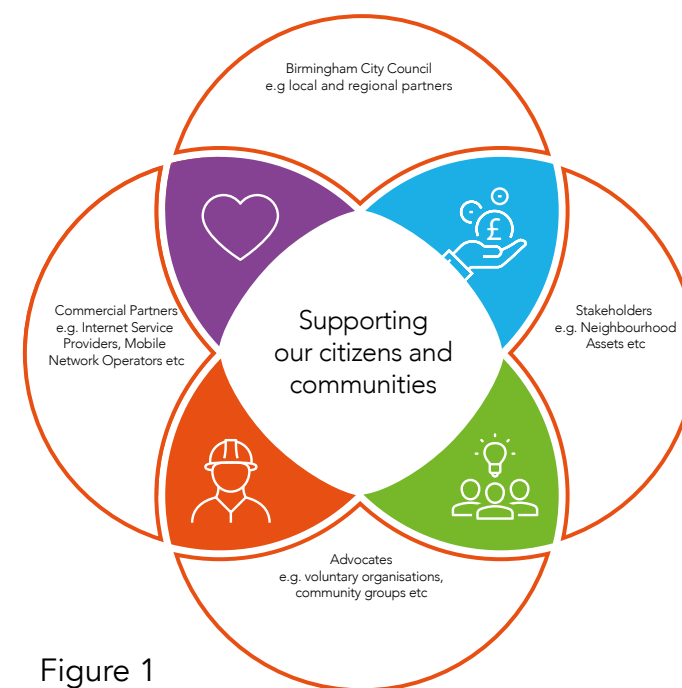 Birmingham City Council
e.g local and regional partners
£
Commercial Partners
e.g. Internet Service
Providers, Mobile
Network Operators etc
Supporting
our citizens and
communities
Stakeholders
e.g. Neighbourhood
Assets etc
Advocates
e.g. voluntary organisations,
community groups etc
Figure 1